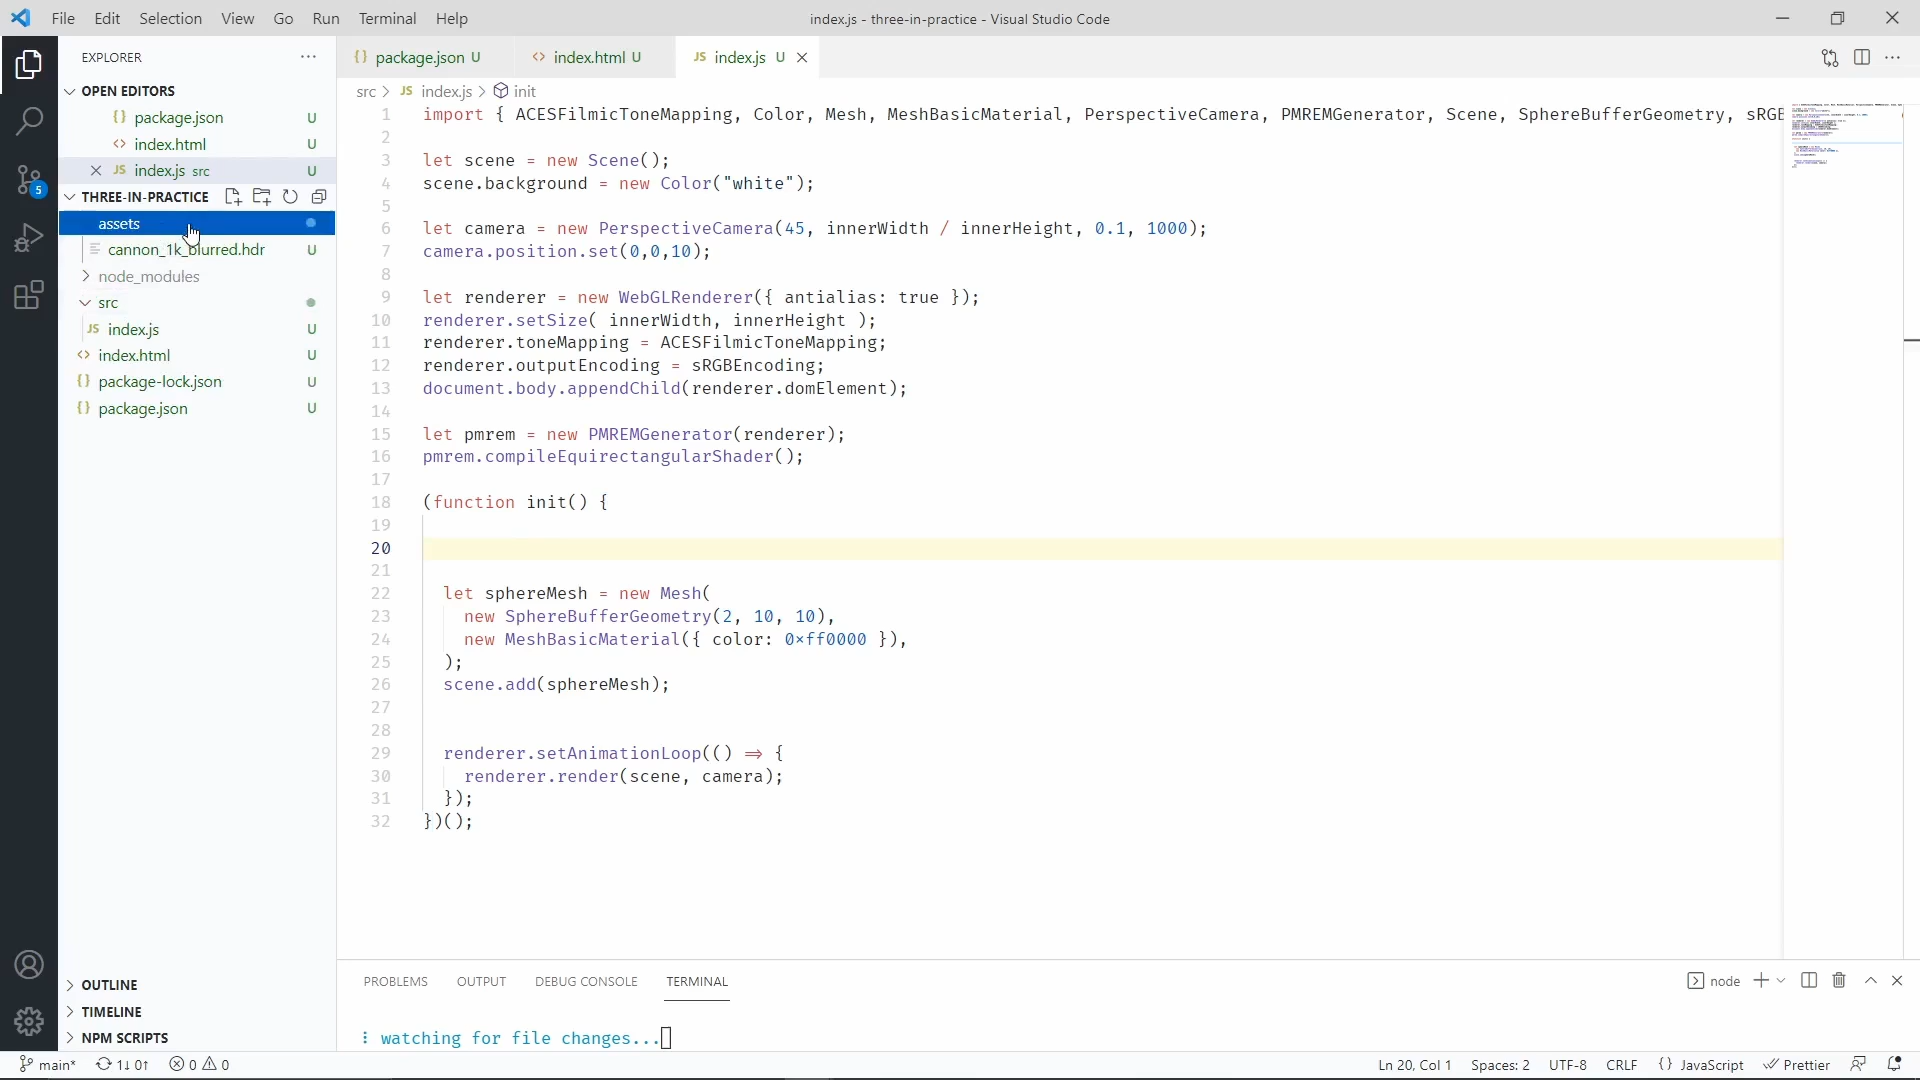 File Edit Selection View Go Run Terminal Help
index.js - three-in-practice - Visual Studio Code
EXPLORER
OPEN EDITORS
{} package.json U
<> index.html U
JS index.js src U
THREE-IN-PRACTICE
assets
cannon_1k_blurred.hdr U
node_modules
src
JS index.js U
<> index.html U
{} package-lock.json U
{} package.json U
OUTLINE
TIMELINE
NPM SCRIPTS
5
{} package.json U <> index.html U JS index.js U
src > JS index.js > init
1 import { ACESFilmicToneMapping, Color, Mesh, MeshBasicMaterial, PerspectiveCamera, PMREMGenerator, Scene, SphereBufferGeometry, sRGB
2
3 let scene = new Scene();
4 scene.background = new Color("white");
5
6 let camera = new PerspectiveCamera(45, innerWidth / innerHeight, 0.1, 1000);
7 camera.position.set(0,0,10);
8
9 let renderer = new WebGLRenderer({ antialias: true });
10 renderer.setSize( innerWidth, innerHeight );
11 renderer.toneMapping = ACESFilmicToneMapping;
12 renderer.outputEncoding = sRGBEncoding;
13 document.body.appendChild(renderer.domElement);
14
15 let pmrem = new PMREMGenerator(renderer);
16 pmrem.compileEquirectangularShader();
17
18 (function init() {
19
20
21
22 let sphereMesh = new Mesh(
23 new SphereBufferGeometry(2, 10, 10),
24 new MeshBasicMaterial({ color: 0×ff0000 }),
25 );
26 scene.add(sphereMesh);
27
28
29 renderer.setAnimationLoop(() ⇒ {
30 renderer.render(scene, camera);
31 });
32 })();
PROBLEMS OUTPUT DEBUG CONSOLE TERMINAL
node
⁝ watching for file changes...
main* 1↓ 0↑ 0 0
Ln 20, Col 1 Spaces: 2 UTF-8 CRLF {} JavaScript Prettier